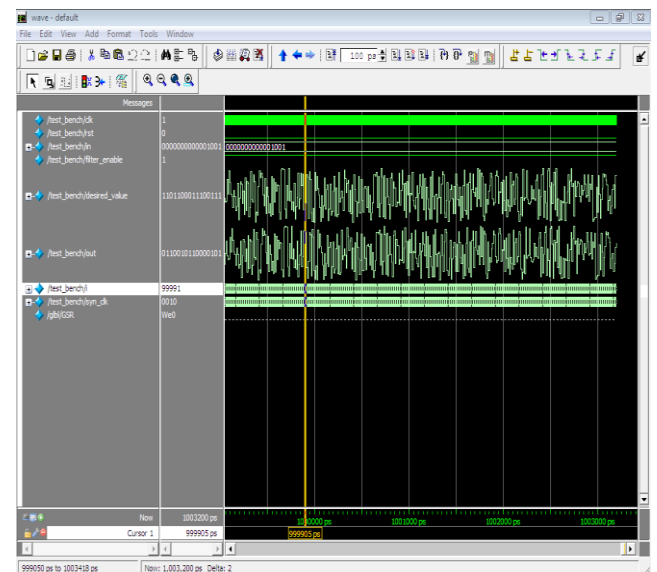 wave - default
File Edit View Add Format Tools Window
100 ps
Messages
/test_bench/clk 1
/test_bench/rst 0
/test_bench/in 0000000000001001 0000000000001001
/test_bench/filter_enable 1
/test_bench/desired_value 1101100011100111
/test_bench/out 0110010110000101
/test_bench/i 99991
/test_bench/syn_clk 0010
/glbl/GSR We0
Now 1003200 ps 1000000 ps 1001000 ps 1002000 ps 1003000 ps
Cursor 1 999905 ps 999905 ps
999050 ps to 1003418 ps Now: 1,003,200 ps Delta: 2